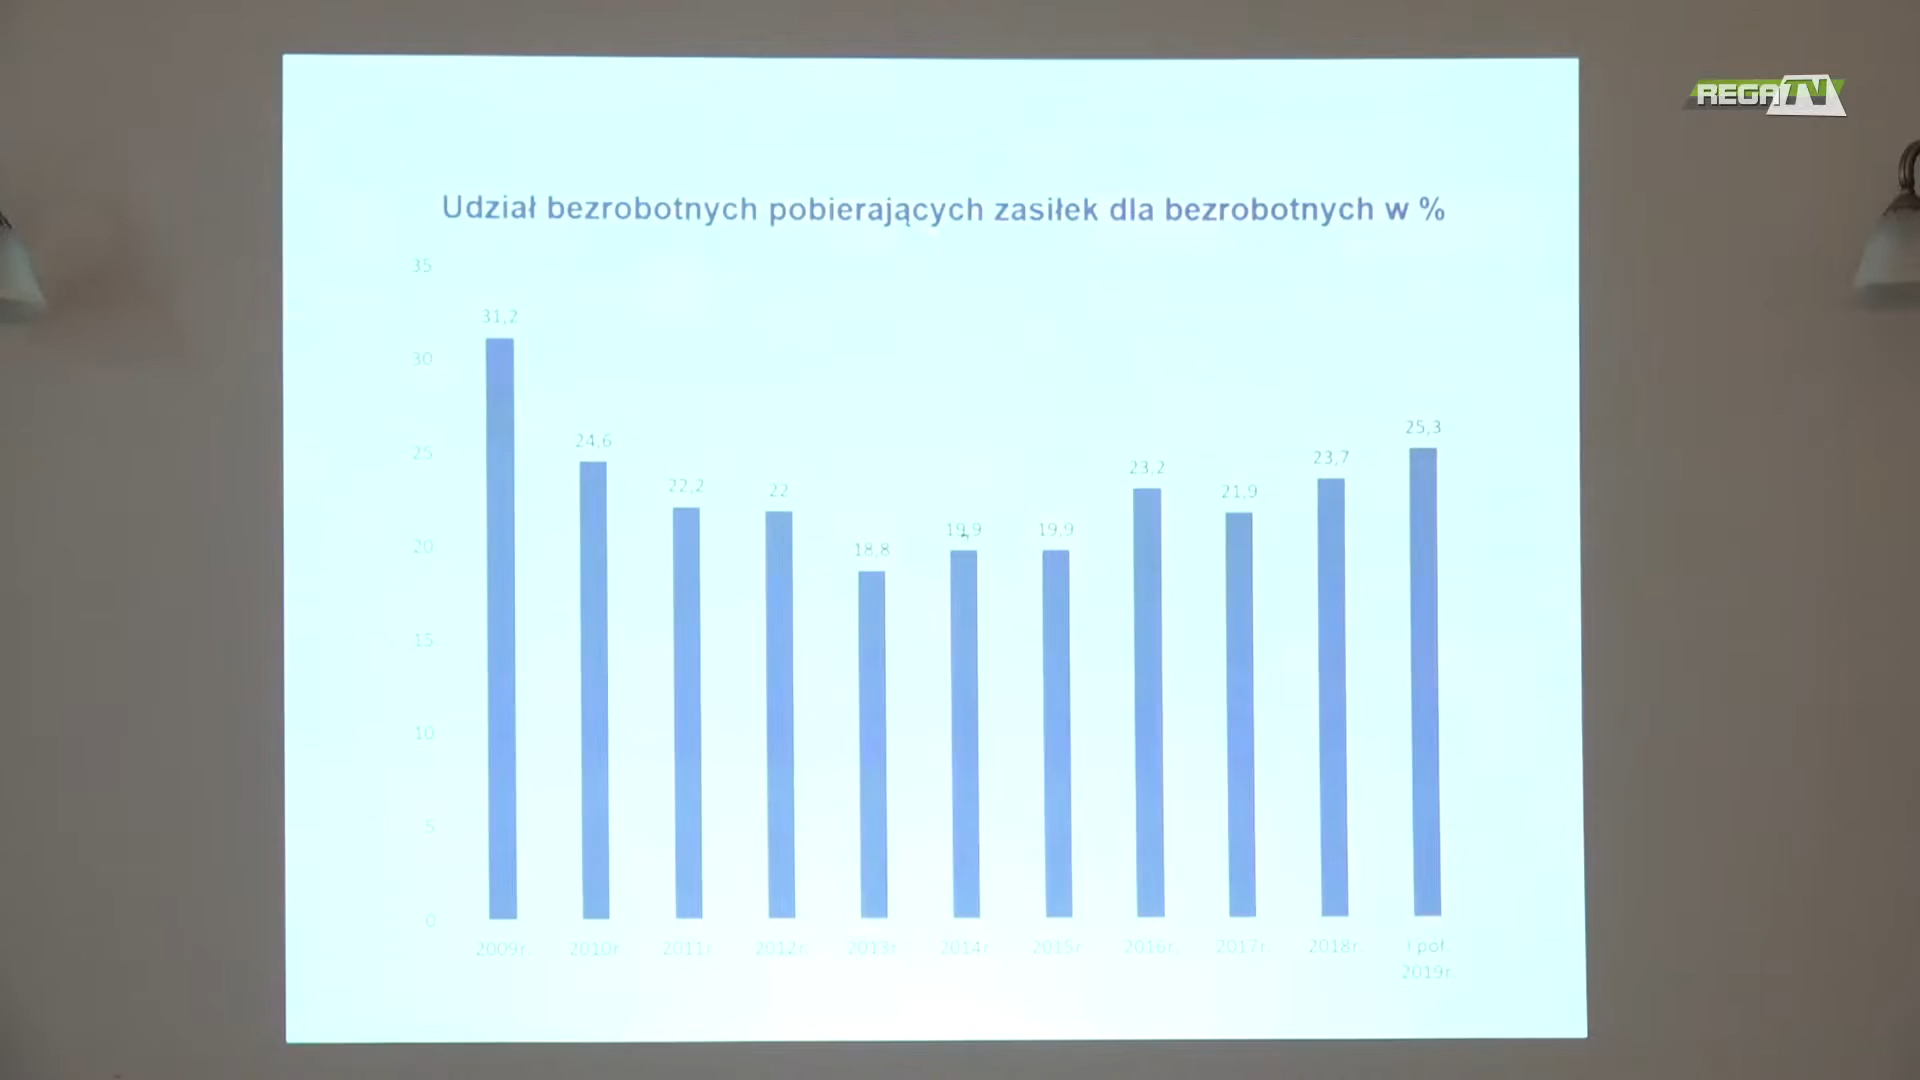 REGATV
Udział bezrobotnych pobierających zasiłek dla bezrobotnych w %
35
30
25
20
15
10
5
0
31,2
24,6
22,2
22
18,8
19,9
19,9
23,2
21,9
23,7
25,3
2009r.
2010r.
2011r.
2012r.
2013r.
2014r.
2015r.
2016r.
2017r.
2018r.
I poł.
2019r.